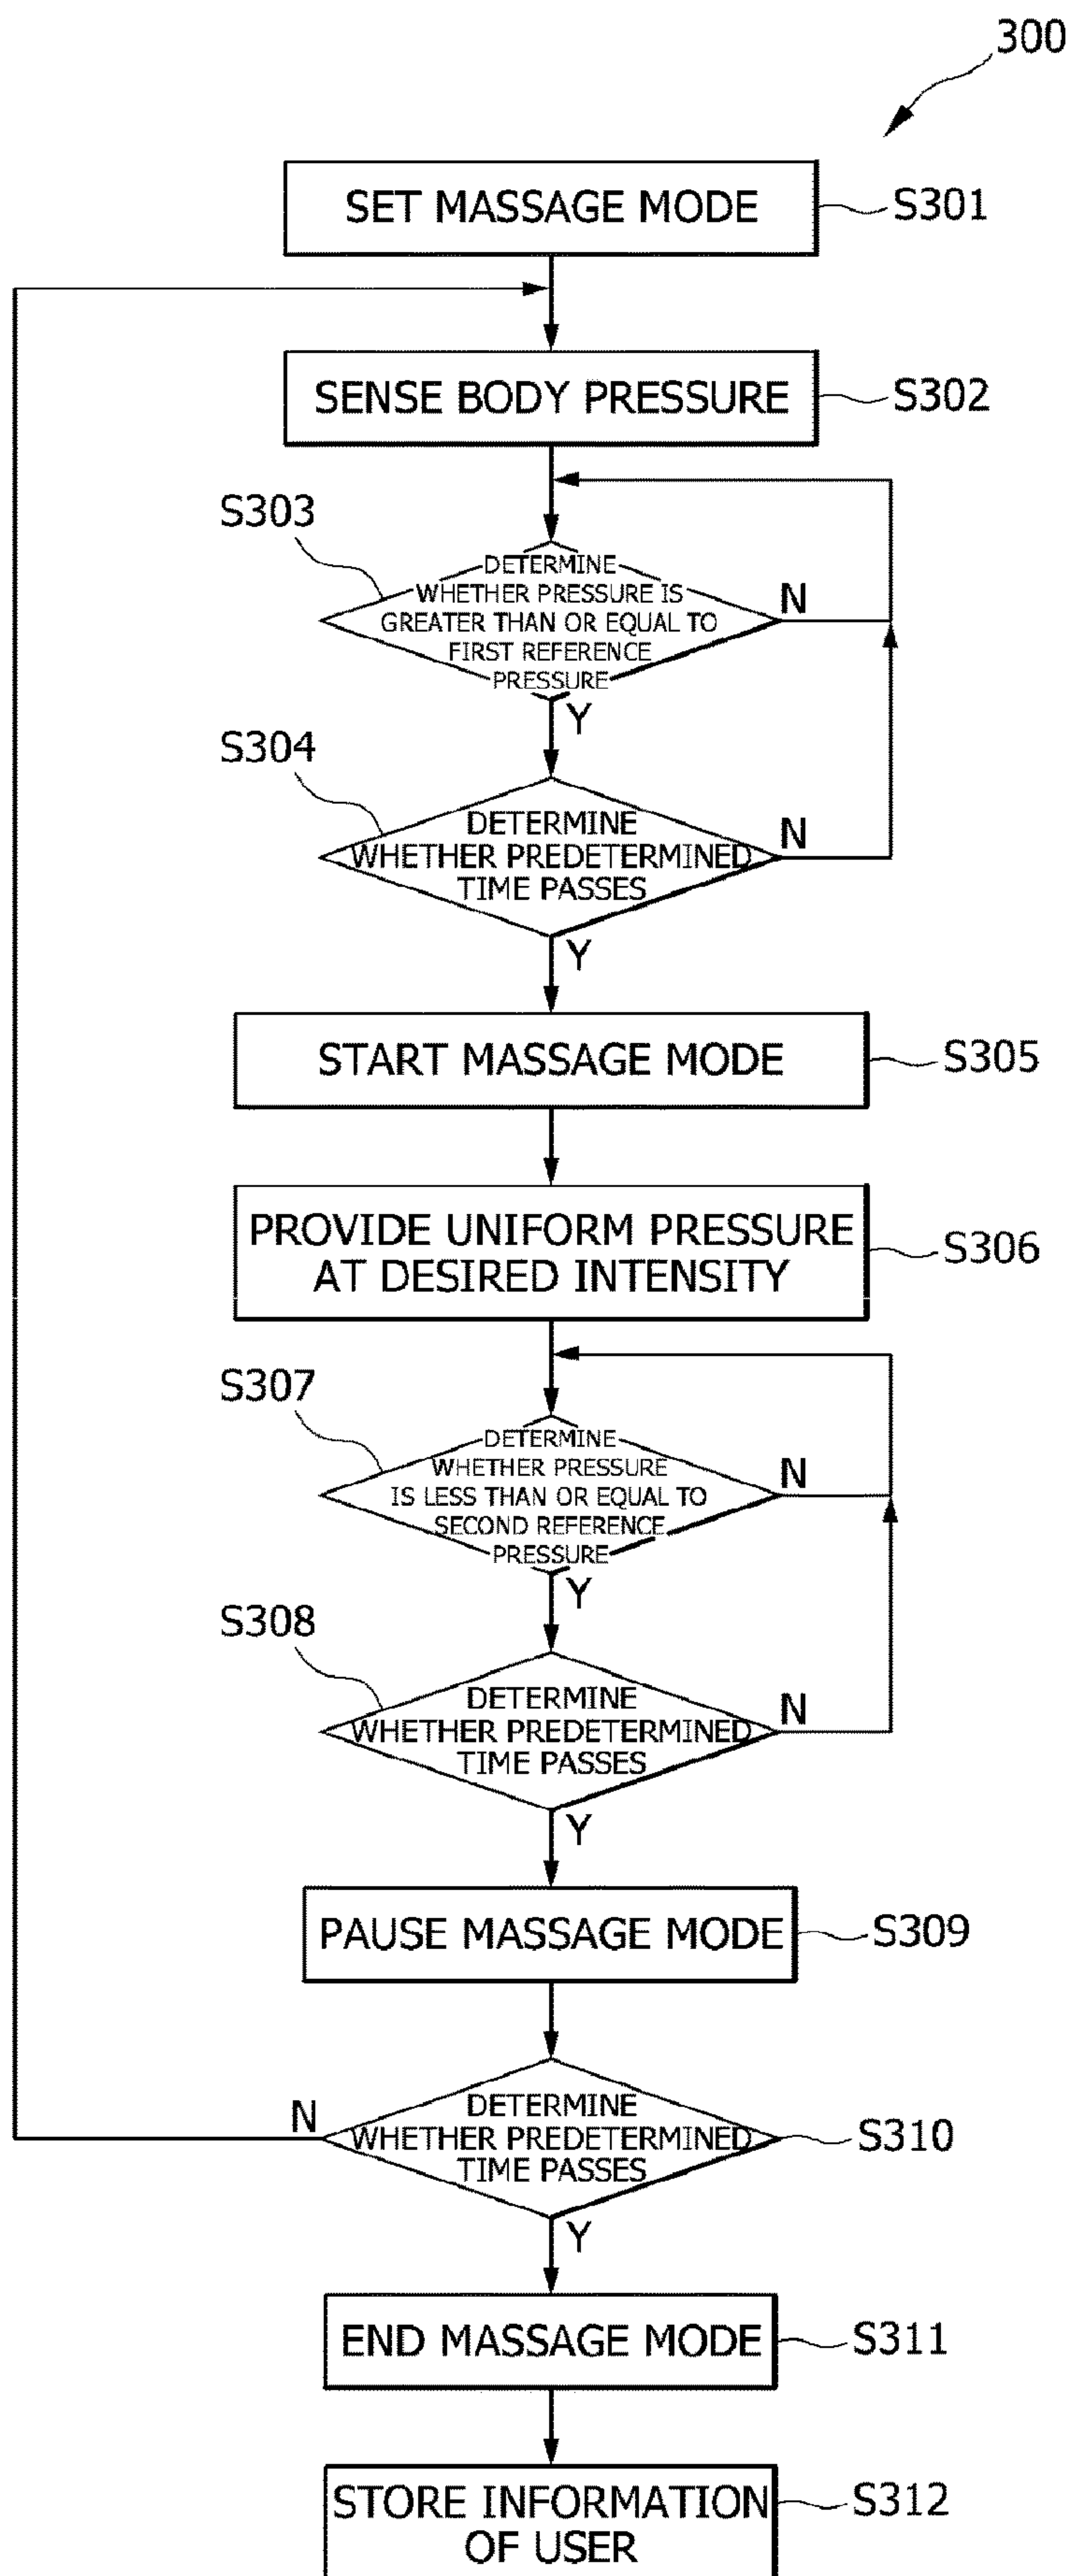 300
SET MASSAGE MODE
S301
SENSE BODY PRESSURE
S302
S303
DETERMINE
WHETHER PRESSURE IS
GREATER THAN OR EQUAL TO
FIRST REFERENCE
PRESSURE
N
Y
S304
DETERMINE
WHETHER PREDETERMINED
TIME PASSES
N
Y
START MASSAGE MODE
S305
PROVIDE UNIFORM PRESSURE
AT DESIRED INTENSITY
S306
S307
DETERMINE
WHETHER PRESSURE
IS LESS THAN OR EQUAL TO
SECOND REFERENCE
PRESSURE
N
Y
S308
DETERMINE
WHETHER PREDETERMINED
TIME PASSES
N
Y
PAUSE MASSAGE MODE
S309
N
DETERMINE
WHETHER PREDETERMINED
TIME PASSES
S310
Y
END MASSAGE MODE
S311
STORE INFORMATION
OF USER
S312